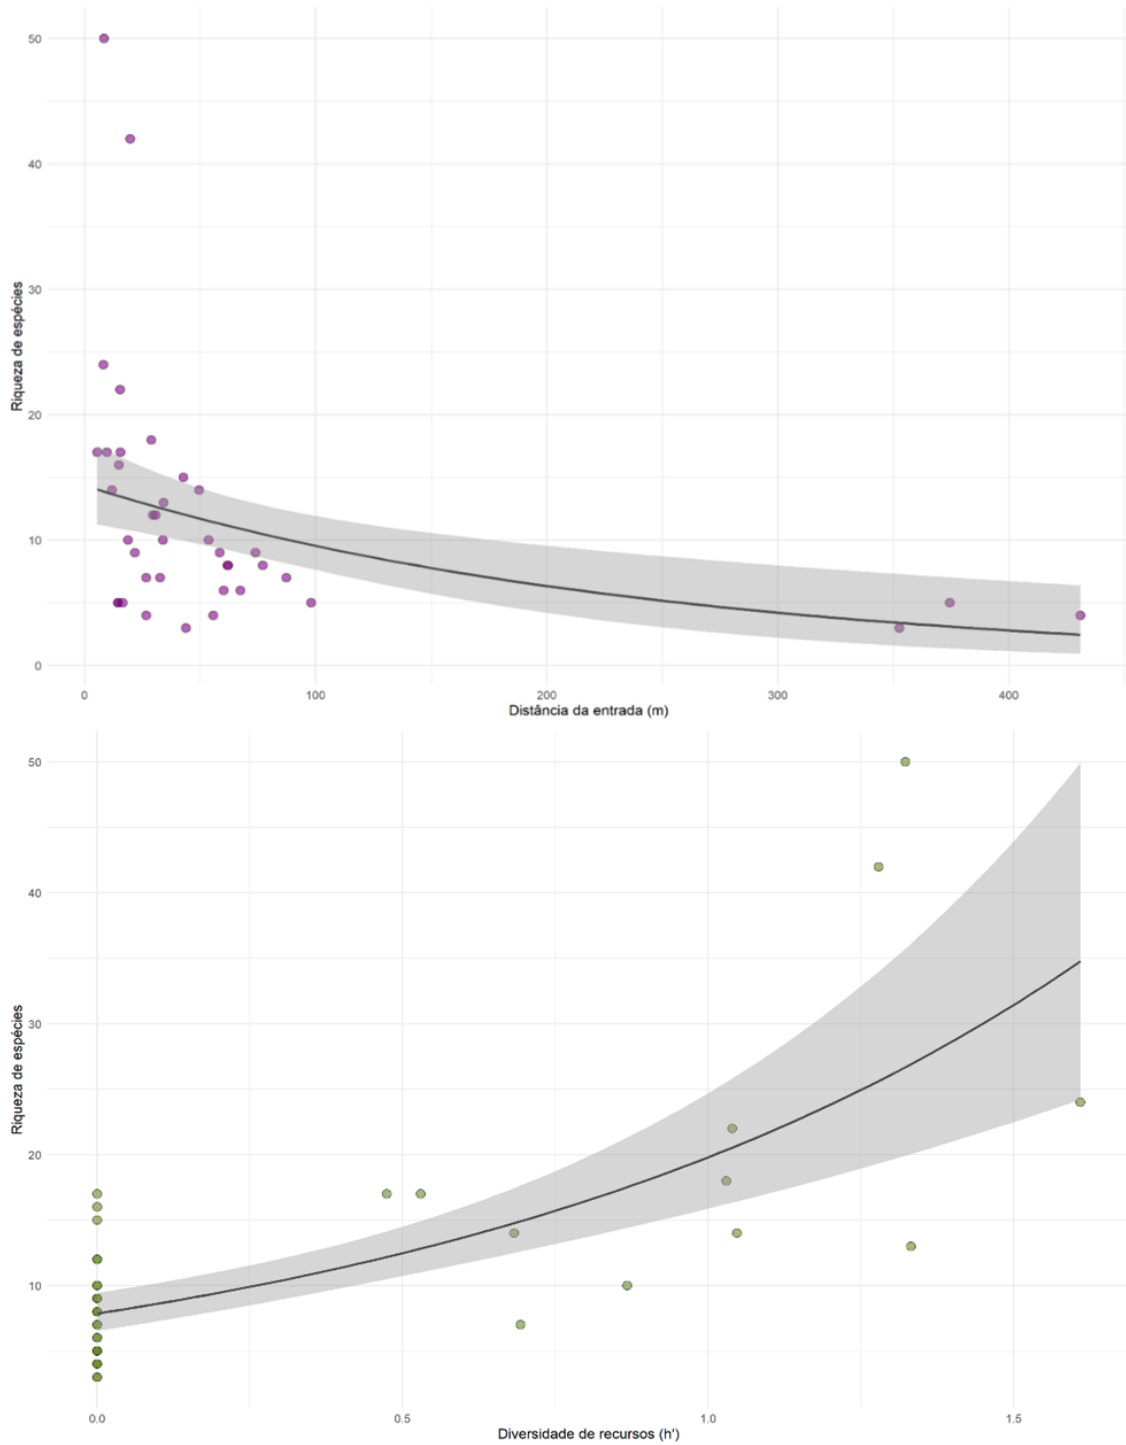 50
40
30
20
10
0
Riqueza de espécies
0 100 200 300 400
Distância da entrada (m)
50
40
30
20
10
Riqueza de espécies
0.0 0.5 1.0 1.5
Diversidade de recursos (h')